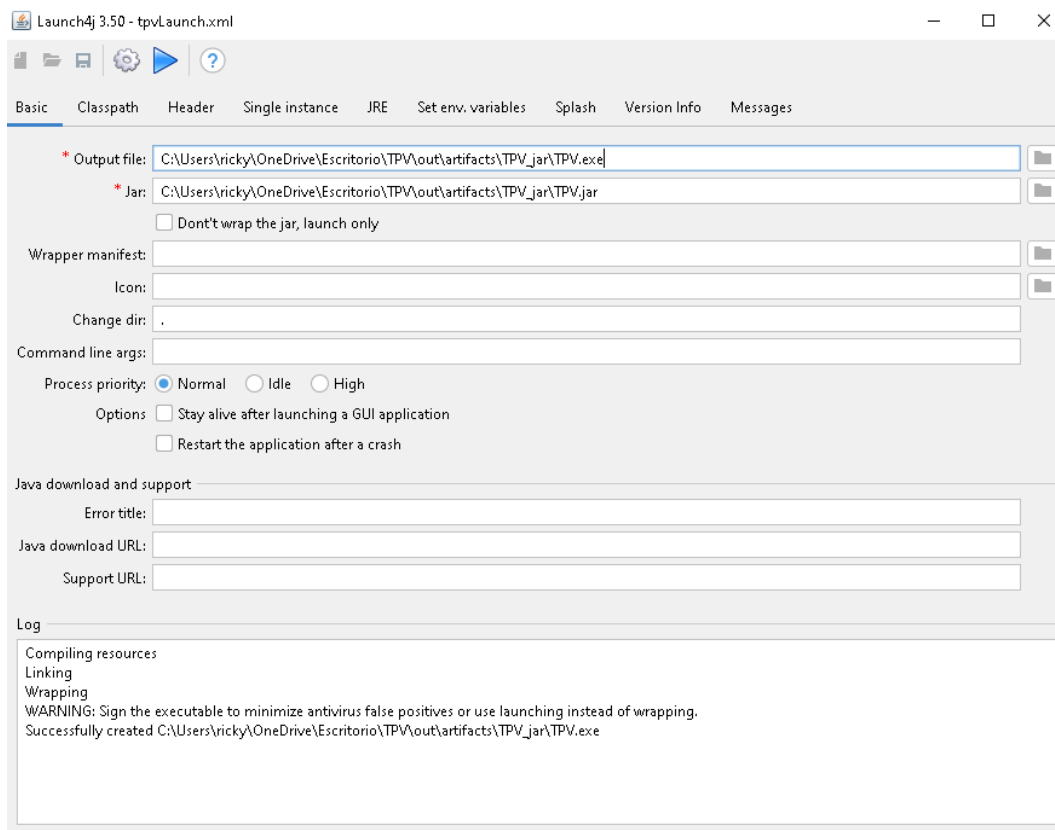 Launch4j 3.50 - tpvLaunch.xml
?
Basic Classpath Header Single instance JRE Set env. variables Splash Version Info Messages
* Output file: C:\Users\ricky\OneDrive\Escritorio\TPV\out\artifacts\TPV_jar\TPV.exe
* Jar: C:\Users\ricky\OneDrive\Escritorio\TPV\out\artifacts\TPV_jar\TPV.jar
Dont't wrap the jar, launch only
Wrapper manifest:
Icon:
Change dir: .
Command line args:
Process priority: Normal Idle High
Options Stay alive after launching a GUI application
Restart the application after a crash
Java download and support
Error title:
Java download URL:
Support URL:
Log
Compiling resources
Linking
Wrapping
WARNING: Sign the executable to minimize antivirus false positives or use launching instead of wrapping.
Successfully created C:\Users\ricky\OneDrive\Escritorio\TPV\out\artifacts\TPV_jar\TPV.exe